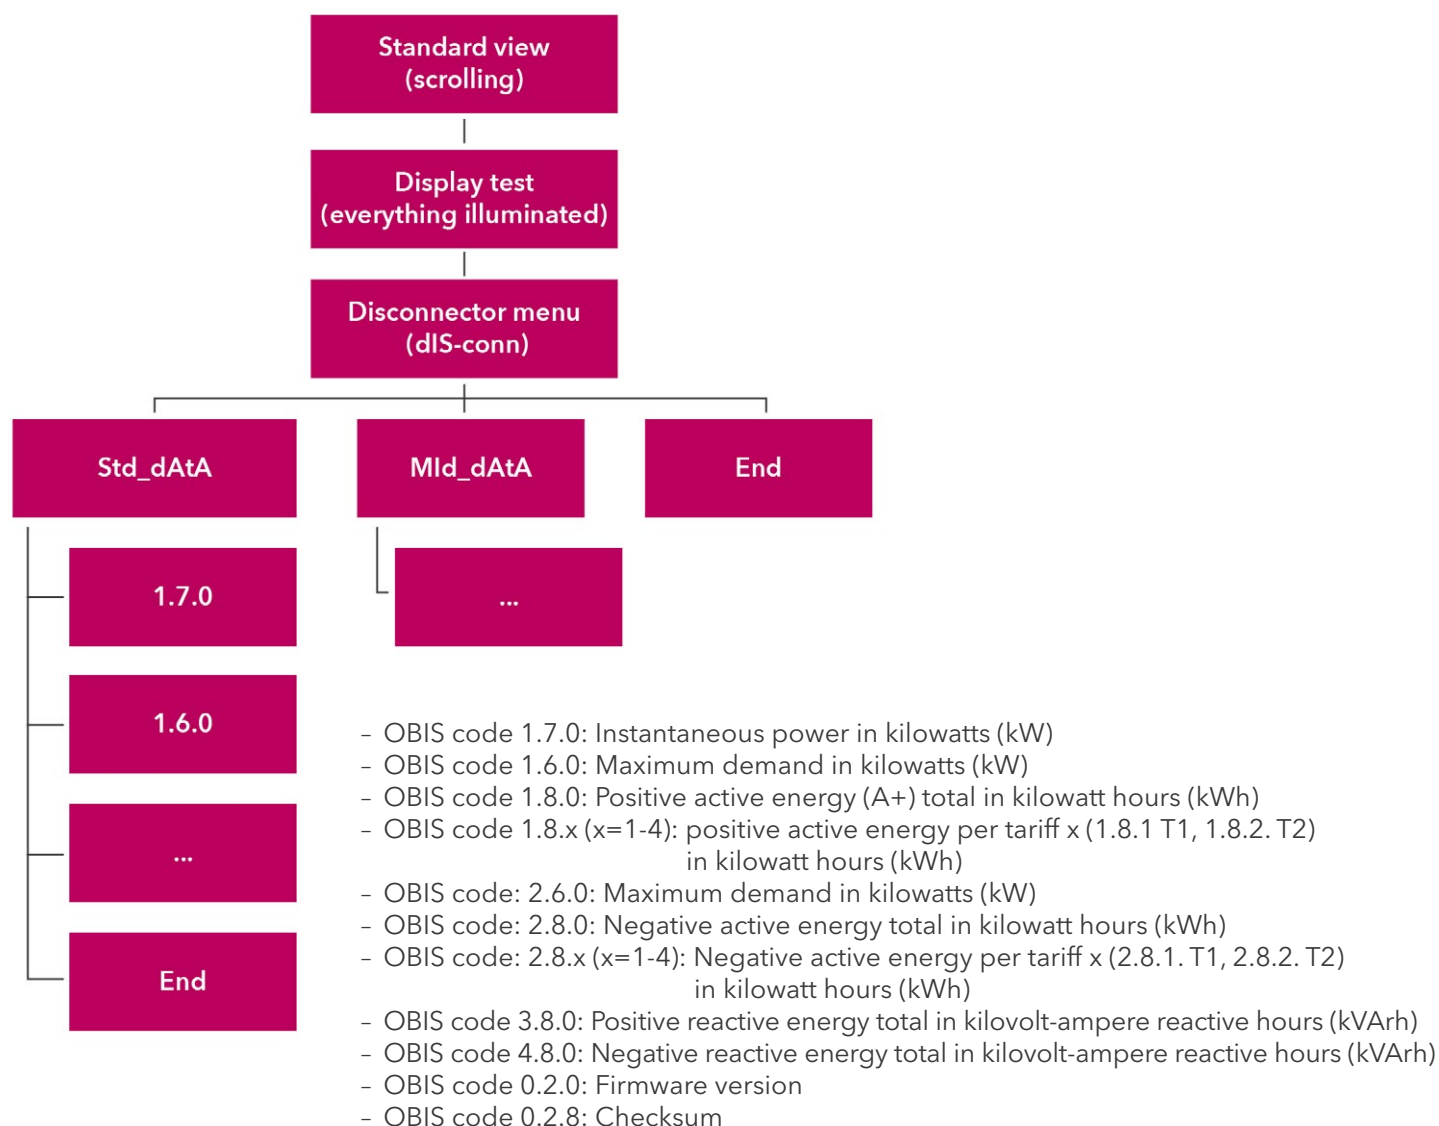 Standard view
(scrolling)
Display test
(everything illuminated)
Disconnector menu
(dIS-conn)
Std_dAtA
MId_dAtA
End
1.7.0
...
1.6.0
...
End
– OBIS code 1.7.0: Instantaneous power in kilowatts (kW)
– OBIS code 1.6.0: Maximum demand in kilowatts (kW)
– OBIS code 1.8.0: Positive active energy (A+) total in kilowatt hours (kWh)
– OBIS code 1.8.x (x=1-4): positive active energy per tariff x (1.8.1 T1, 1.8.2. T2)
in kilowatt hours (kWh)
– OBIS code: 2.6.0: Maximum demand in kilowatts (kW)
– OBIS code: 2.8.0: Negative active energy total in kilowatt hours (kWh)
– OBIS code: 2.8.x (x=1-4): Negative active energy per tariff x (2.8.1. T1, 2.8.2. T2)
in kilowatt hours (kWh)
– OBIS code 3.8.0: Positive reactive energy total in kilovolt-ampere reactive hours (kVArh)
– OBIS code 4.8.0: Negative reactive energy total in kilovolt-ampere reactive hours (kVArh)
– OBIS code 0.2.0: Firmware version
– OBIS code 0.2.8: Checksum